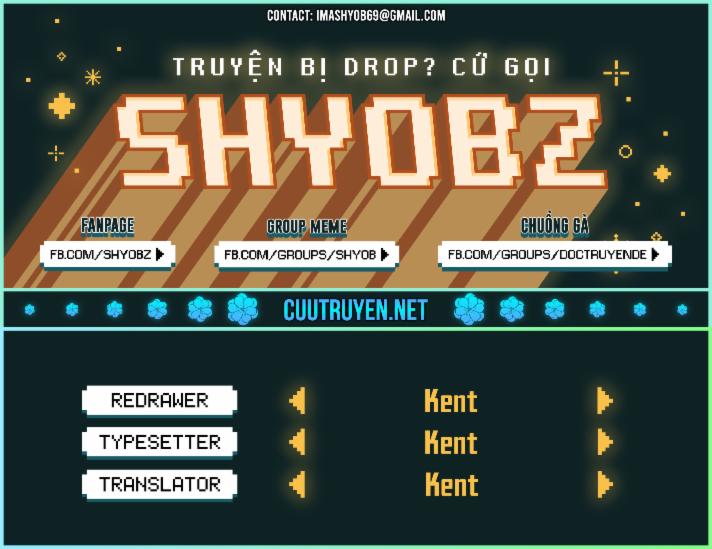 CONTACT: IMASHYOB69@GMAIL.COM
TRUYỆN BỊ DROP? CỨ GỌI
SHYOBZ
FANPAGE
GROUP MEME
CHUỒNG GÀ
FB.COM/SHYOBZ
FB.COM/GROUPS/SHYOB
FB.COM/GROUPS/DOCTRUYENDE
CUUTRUYEN.NET
REDRAWER
Kent
TYPESETTER
Kent
TRANSLATOR
Kent